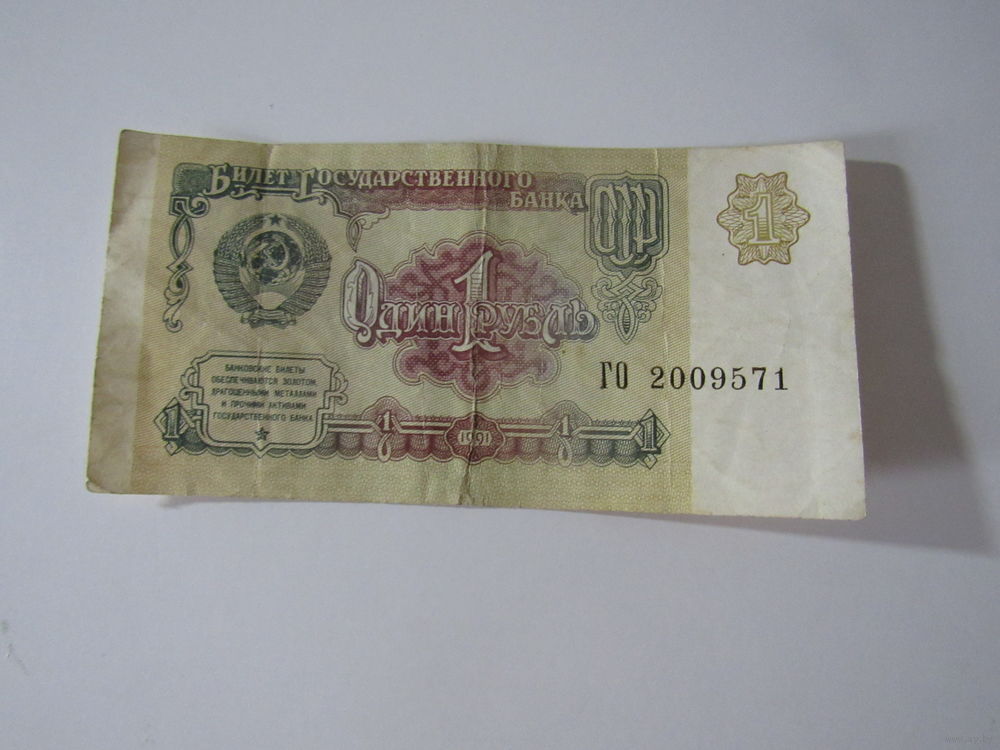 БИЛЕТ ГОСУДАРСТВЕННОГО
БАНКА
СССР
1
1
ОДИН РУБЛЬ
ГО 2009571
БАНКОВСКИЕ БИЛЕТЫ
ОБЕСПЕЧИВАЮТСЯ ЗОЛОТОМ,
ДРАГОЦЕННЫМИ МЕТАЛЛАМИ
И ПРОЧИМИ АКТИВАМИ
ГОСУДАРСТВЕННОГО БАНКА
1 1 1991 1 1